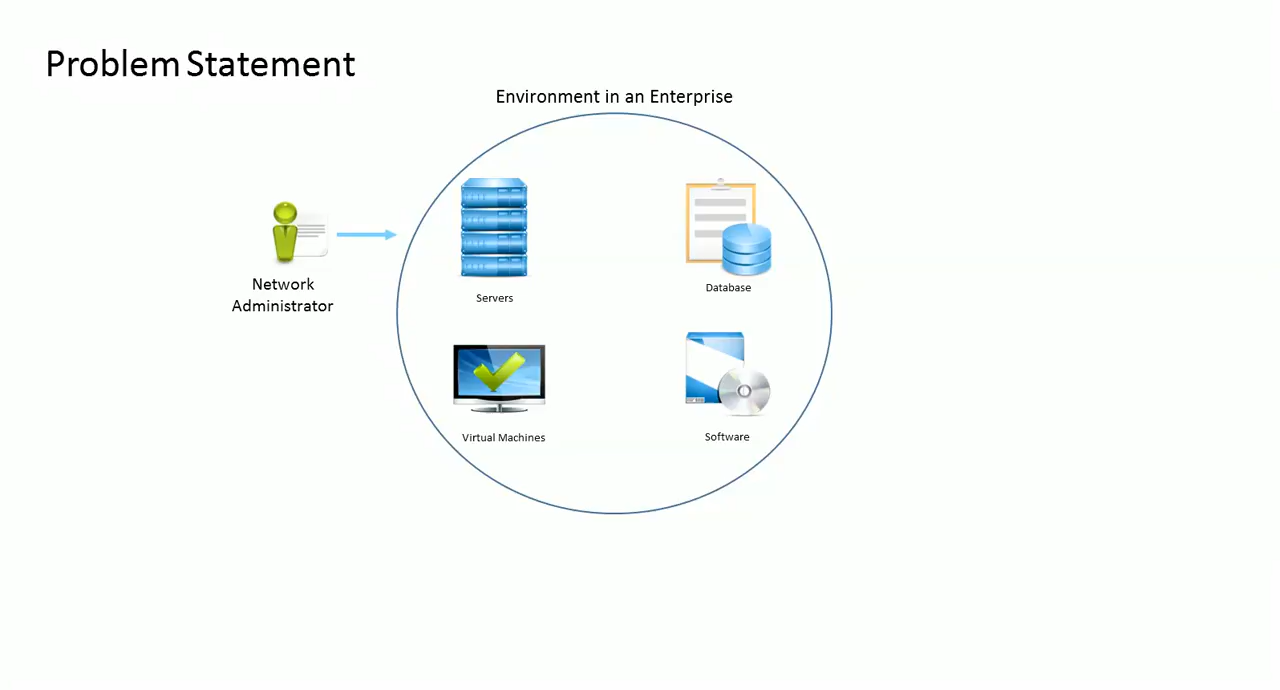 Problem Statement
Environment in an Enterprise
Network
Administrator
Servers
Database
Virtual Machines
Software